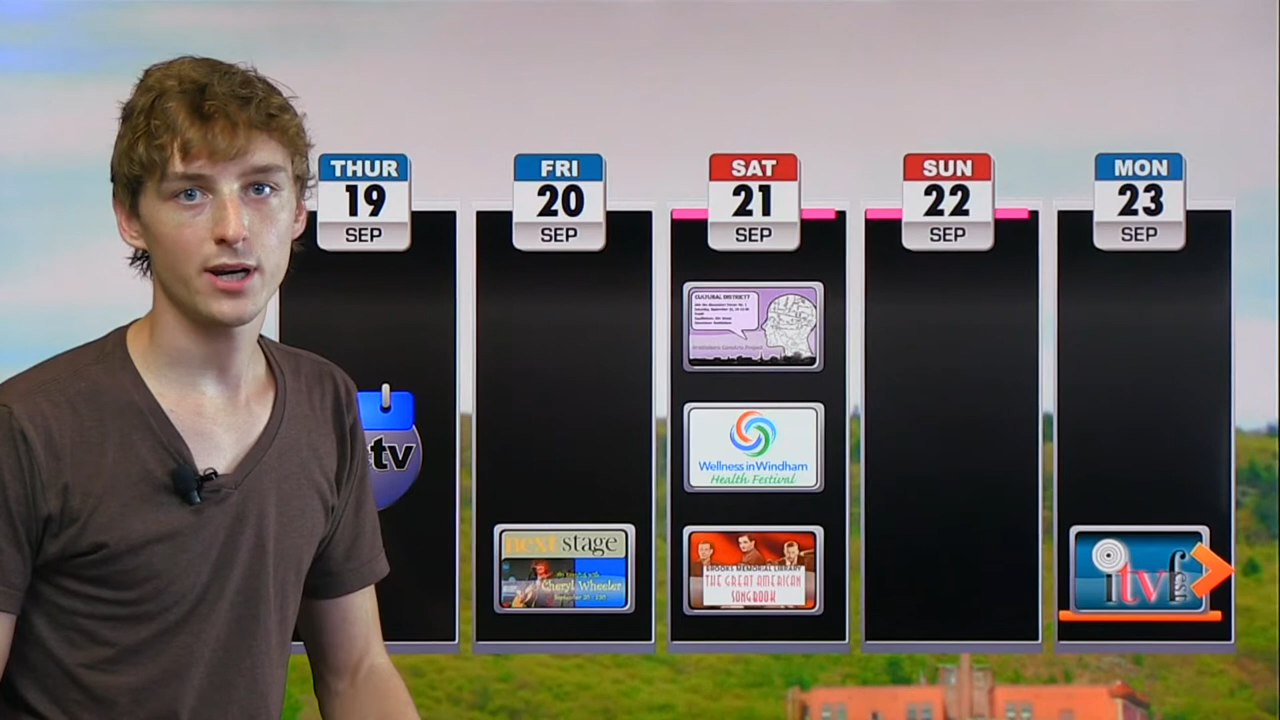 THUR
19
SEP
FRI
20
SEP
SAT
21
SEP
SUN
22
SEP
MON
23
SEP
tv
next stage
Cheryl Wheeler
CULTURAL DISTRICT?
Wellness in Windham
Health Festival
BROOKS MEMORIAL LIBRARY
THE GREAT AMERICAN
SONGBOOK
itvf